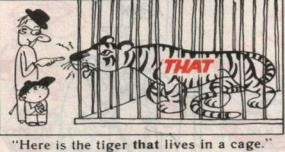 THAT
"Here is the tiger that lives in a cage."